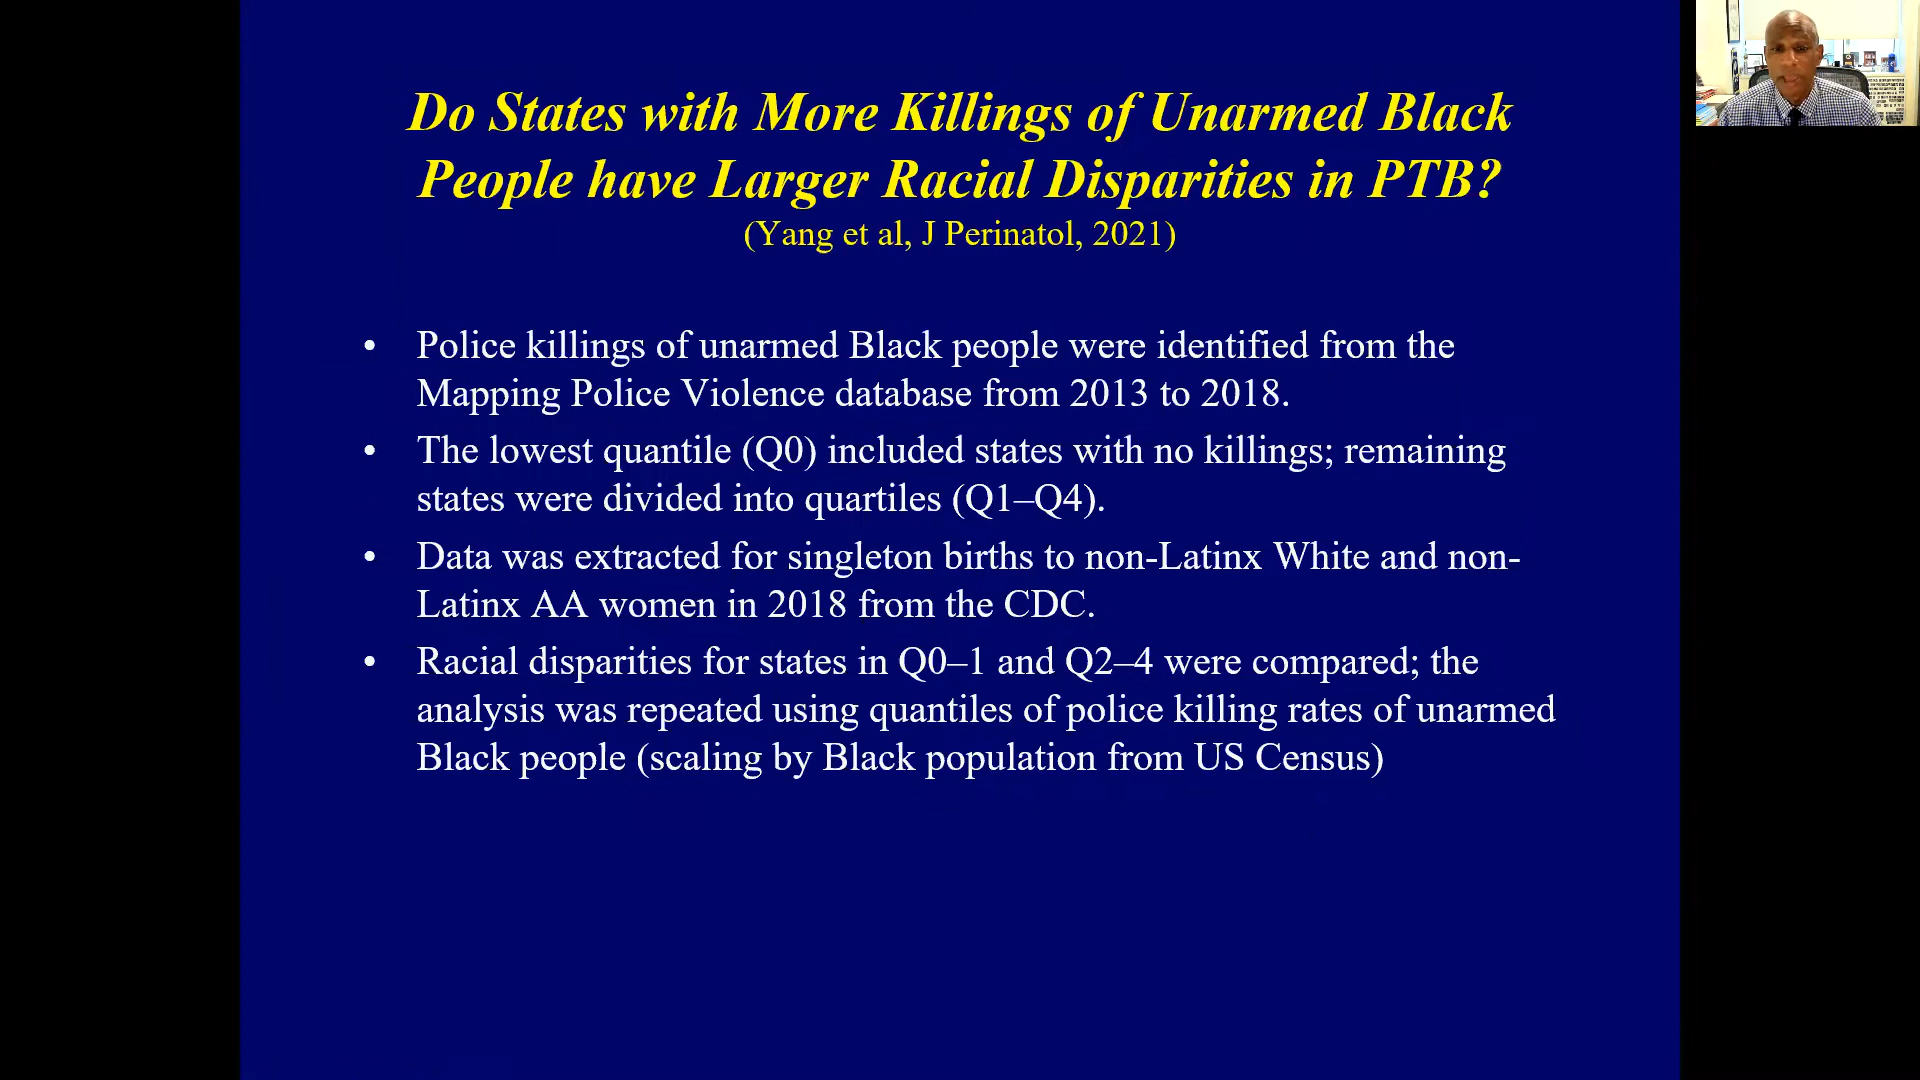 Do States with More Killings of Unarmed Black
People have Larger Racial Disparities in PTB?
(Yang et al, J Perinatol, 2021)
• Police killings of unarmed Black people were identified from the
Mapping Police Violence database from 2013 to 2018.
• The lowest quantile (Q0) included states with no killings; remaining
states were divided into quartiles (Q1–Q4).
• Data was extracted for singleton births to non-Latinx White and non-
Latinx AA women in 2018 from the CDC.
• Racial disparities for states in Q0–1 and Q2–4 were compared; the
analysis was repeated using quantiles of police killing rates of unarmed
Black people (scaling by Black population from US Census)